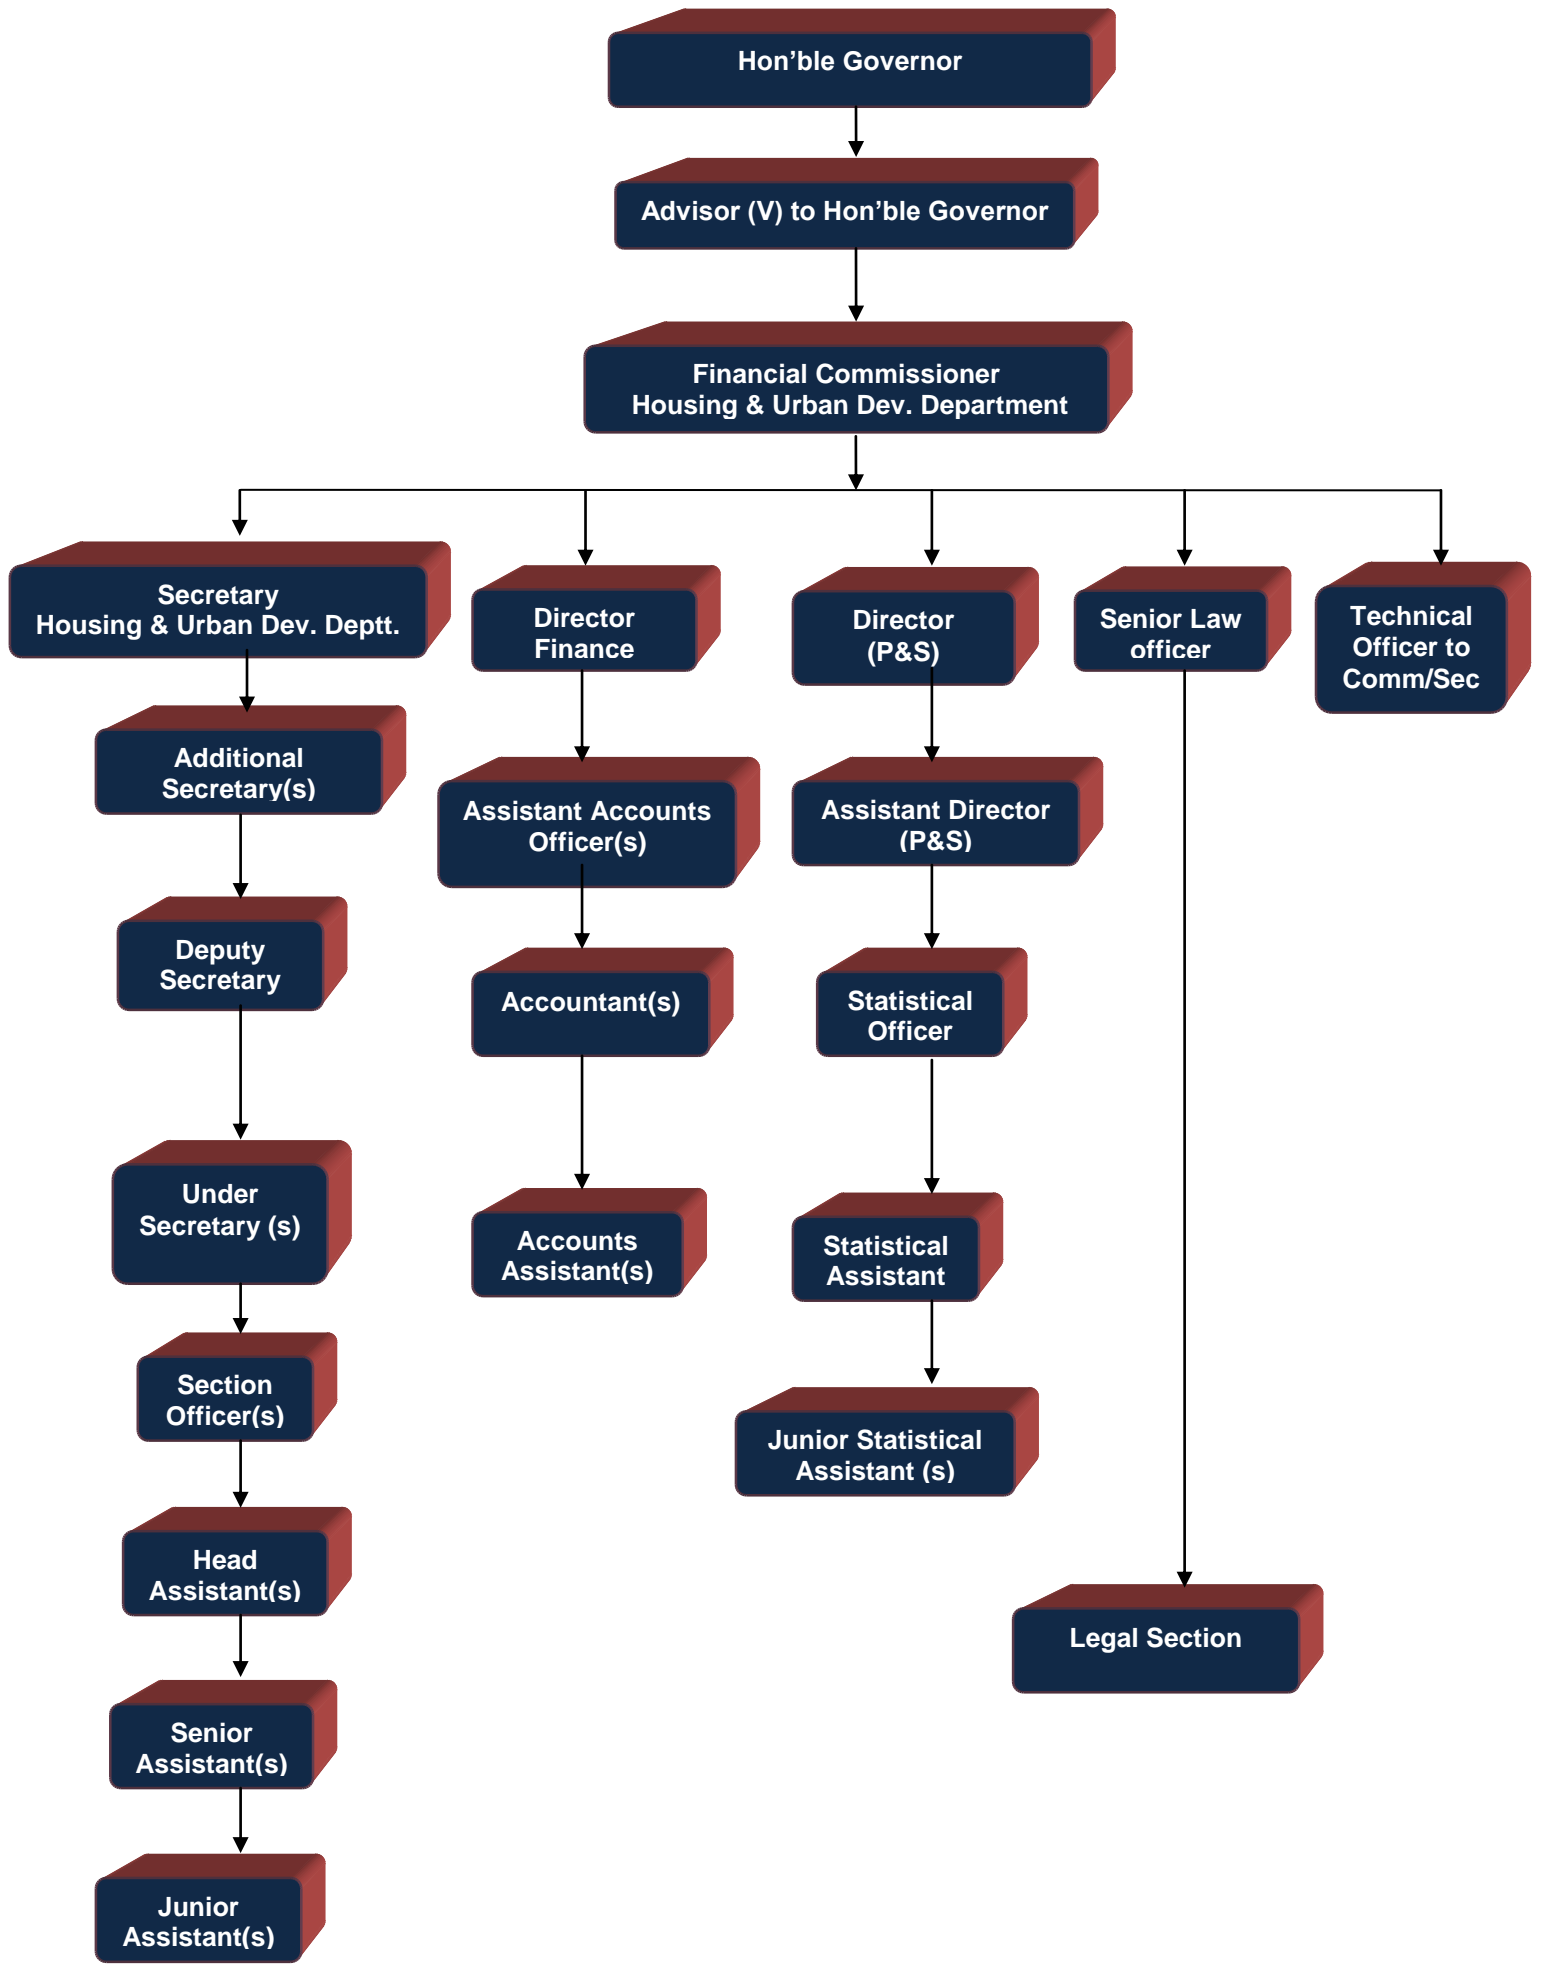 Hon’ble Governor
Advisor (V) to Hon’ble Governor
Financial Commissioner
Housing & Urban Dev. Department
Secretary
Housing & Urban Dev. Deptt.
Director
Finance
Director
(P&S)
Senior Law
officer
Technical
Officer to
Comm/Sec
Additional
Secretary(s)
Assistant Accounts
Officer(s)
Assistant Director
(P&S)
Deputy
Secretary
Accountant(s)
Statistical
Officer
Under
Secretary (s)
Accounts
Assistant(s)
Statistical
Assistant
Section
Officer(s)
Junior Statistical
Assistant (s)
Head
Assistant(s)
Legal Section
Senior
Assistant(s)
Junior
Assistant(s)